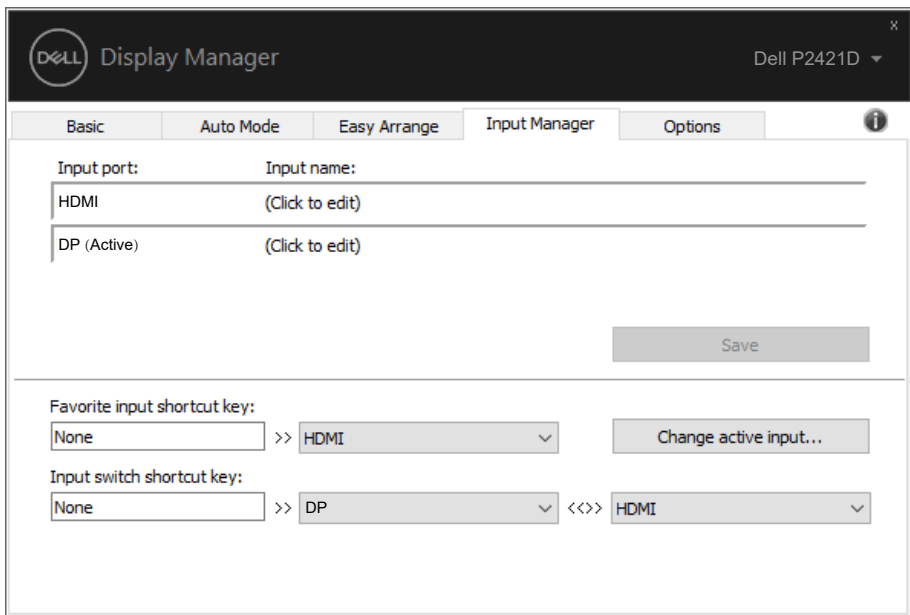 x
DELL Display Manager Dell P2421D
Basic Auto Mode Easy Arrange Input Manager Options i
Input port: Input name:
HDMI (Click to edit)
DP (Active) (Click to edit)
Save
Favorite input shortcut key:
None >> HDMI Change active input...
Input switch shortcut key:
None >> DP <<>> HDMI